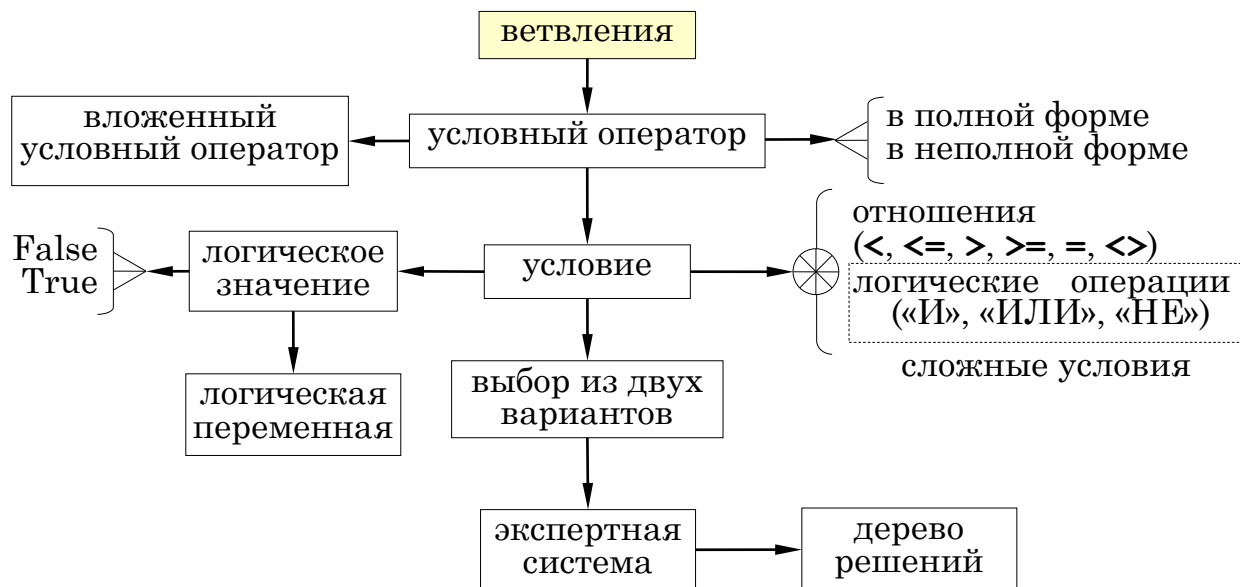 ветвления
вложенный
условный оператор
условный оператор
в полной форме
в неполной форме
False
True
логическое
значение
условие
отношения
(<, <=, >, >=, =, <>)
логические операции
(«И», «ИЛИ», «НЕ»)
сложные условия
логическая
переменная
выбор из двух
вариантов
экспертная
система
дерево
решений